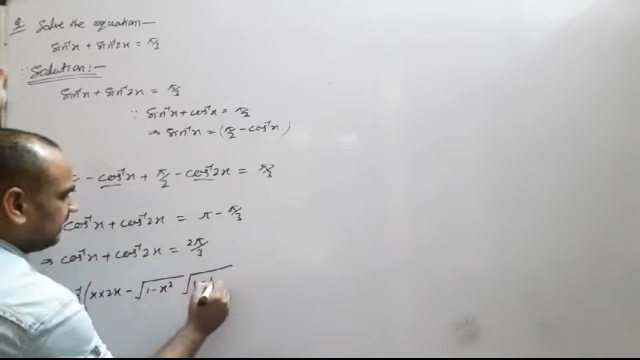 Q Solve the equation—
sin⁻¹x + sin⁻¹2x = π/3
Solution:-
sin⁻¹x + sin⁻¹2x = π/3
∵ sin⁻¹x + cos⁻¹x = π/2
⇒ sin⁻¹x = (π/2 - cos⁻¹x)
- cos⁻¹x + π/2 - cos⁻¹2x = π/3
cos⁻¹x + cos⁻¹2x = π - π/3
⇒ cos⁻¹x + cos⁻¹2x = 2π/3
(x×2x - √1-x² √